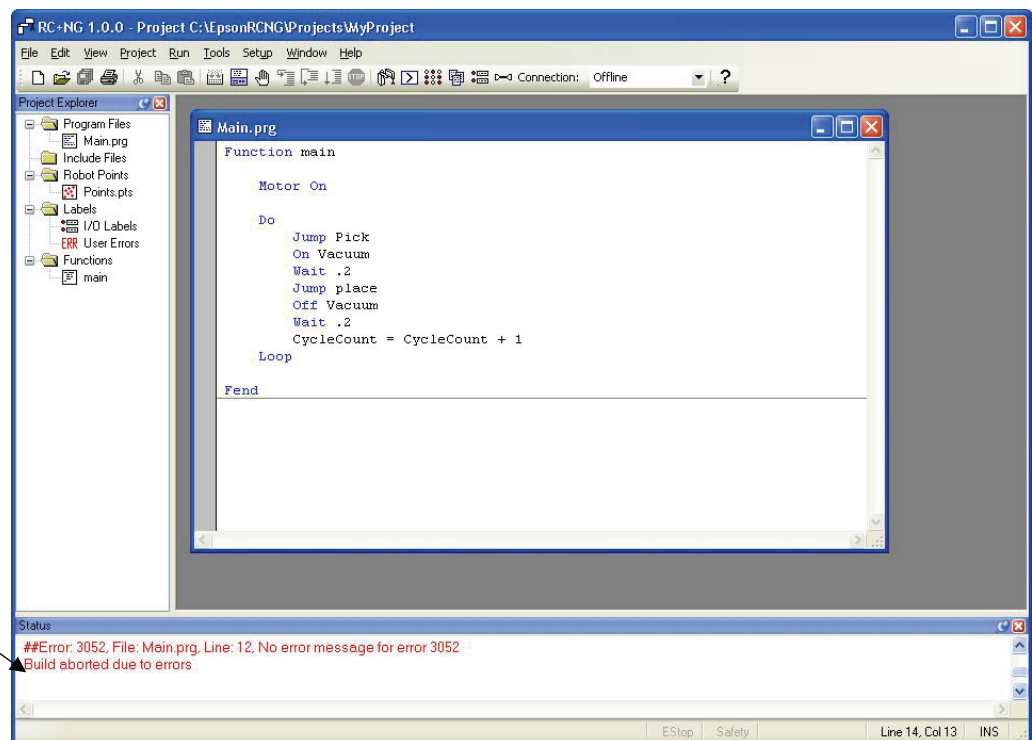 RC+NG 1.0.0 - Project C:\EpsonRCNG\Projects\MyProject
File Edit View Project Run Tools Setup Window Help
STOP Connection: Offline ?
Project Explorer
Program Files
Main.prg
Include Files
Robot Points
Points.pts
Labels
I/O Labels
ERR User Errors
Functions
main
Main.prg
Function main
Motor On
Do
Jump Pick
On Vacuum
Wait .2
Jump place
Off Vacuum
Wait .2
CycleCount = CycleCount + 1
Loop
Fend
Status
##Error: 3052, File: Main.prg, Line: 12, No error message for error 3052
Build aborted due to errors
EStop Safety Line 14, Col 13 INS